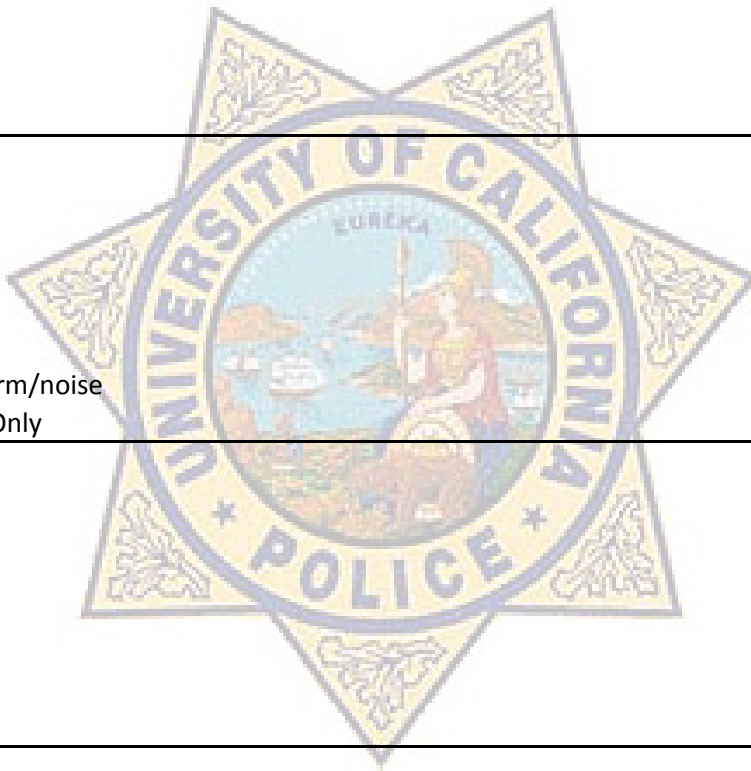 UNIVERSITY OF CALIFORNIA
EUREKA
rm/noise
Only
POLICE